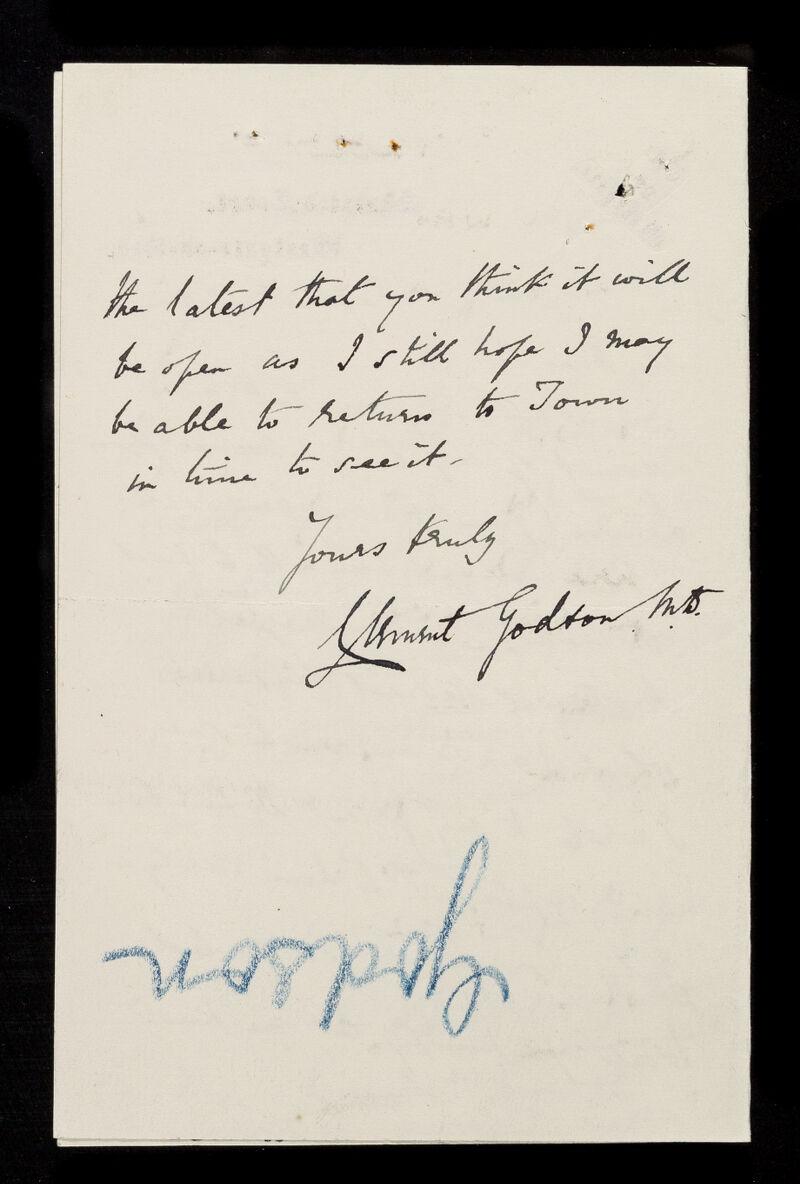 the latest that you think it will
be open as I still hope I may
be able to return to Town
in time to see it.
Yours truly
Clement Godson M.D.
Godson